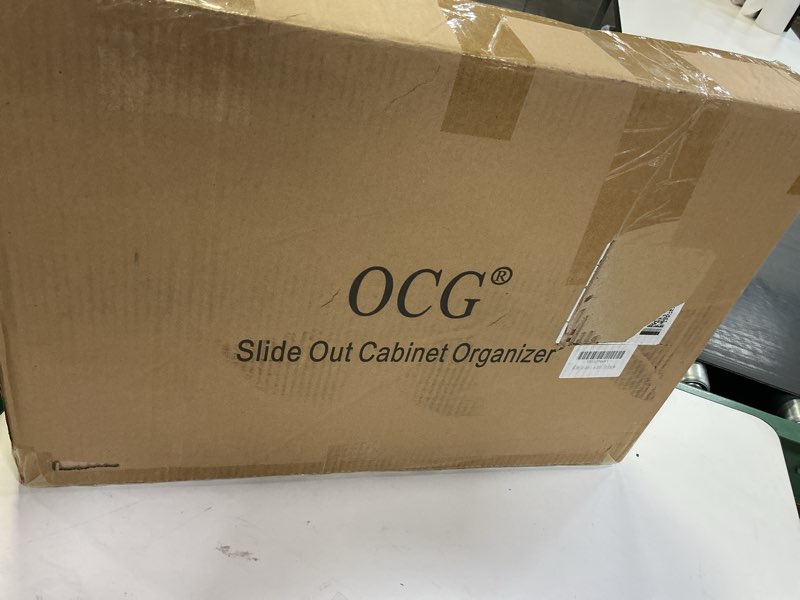 OCG®
Slide Out Cabinet Organizer